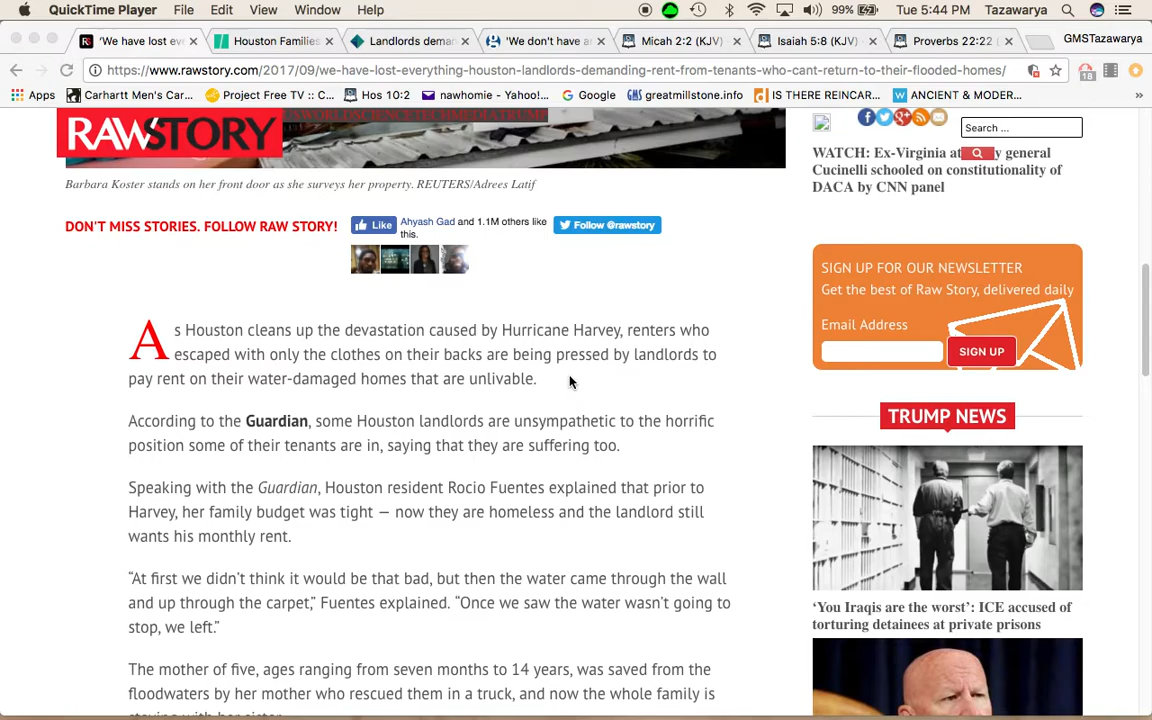 QuickTime Player File Edit View Window Help 99% Tue 5:44 PM Tazawarya
'We have lost eve Houston Families Landlords deman 'We don't have an Micah 2:2 (KJV) Isaiah 5:8 (KJV) Proverbs 22:22 GMSTazawarya
https://www.rawstory.com/2017/09/we-have-lost-everything-houston-landlords-demanding-rent-from-tenants-who-cant-return-to-their-flooded-homes/ 18
Apps Carhartt Men's Car... Project Free TV :: C... Hos 10:2 nawhomie - Yahoo!... Google GMS greatmillstone.info IS THERE REINCAR... ANCIENT & MODER... »
RAWSTORY
Barbara Koster stands on her front door as she surveys her property. REUTERS/Adrees Latif
DON'T MISS STORIES. FOLLOW RAW STORY!
Like Ahyash Gad and 1.1M others like
this.
Follow @rawstory
As Houston cleans up the devastation caused by Hurricane Harvey, renters who
escaped with only the clothes on their backs are being pressed by landlords to
pay rent on their water-damaged homes that are unlivable.
According to the Guardian, some Houston landlords are unsympathetic to the horrific
position some of their tenants are in, saying that they are suffering too.
Speaking with the Guardian, Houston resident Rocio Fuentes explained that prior to
Harvey, her family budget was tight — now they are homeless and the landlord still
wants his monthly rent.
“At first we didn’t think it would be that bad, but then the water came through the wall
and up through the carpet,” Fuentes explained. “Once we saw the water wasn’t going to
stop, we left.”
The mother of five, ages ranging from seven months to 14 years, was saved from the
floodwaters by her mother who rescued them in a truck, and now the whole family is
staying with her sister.
Search ...
WATCH: Ex-Virginia at y general
Cucinelli schooled on constitutionality of
DACA by CNN panel
SIGN UP FOR OUR NEWSLETTER
Get the best of Raw Story, delivered daily
Email Address
SIGN UP
TRUMP NEWS
‘You Iraqis are the worst’: ICE accused of
torturing detainees at private prisons